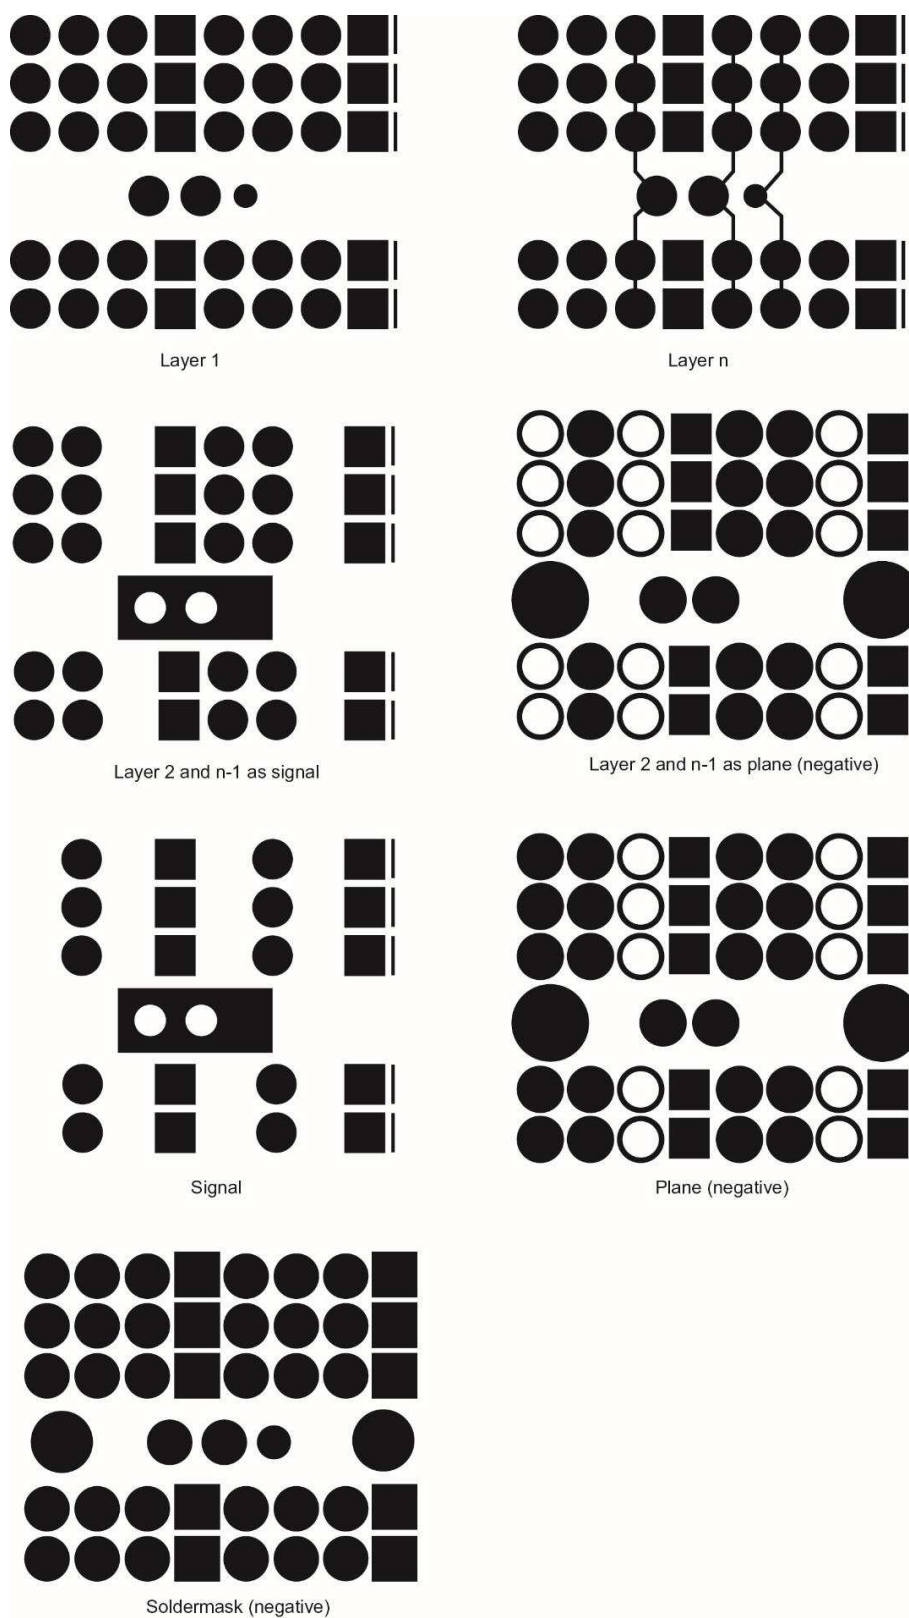 Layer 1
Layer n
Layer 2 and n-1 as signal
Layer 2 and n-1 as plane (negative)
Signal
Plane (negative)
Soldermask (negative)